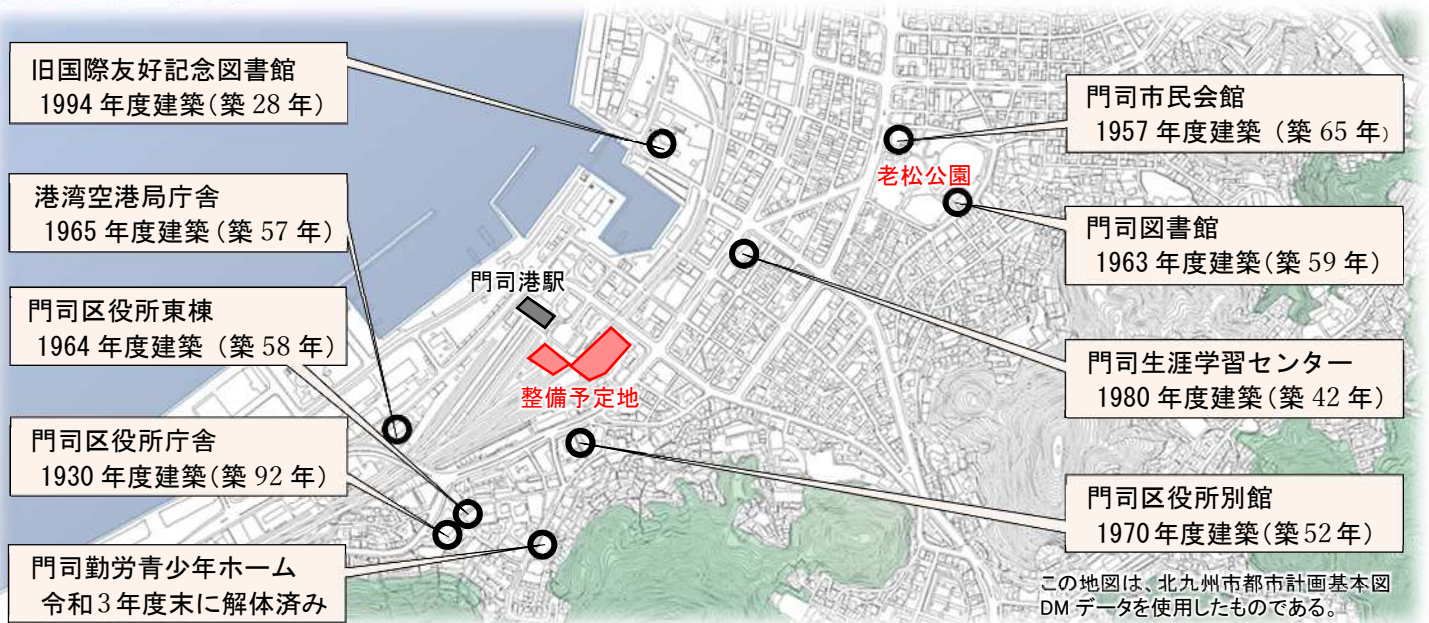 旧国際友好記念図書館
1994 年度建築(築 28 年)
港湾空港局庁舎
1965 年度建築(築 57 年)
門司区役所東棟
1964 年度建築 (築 58 年)
門司区役所庁舎
1930 年度建築(築 92 年)
門司勤労青少年ホーム
令和3年度末に解体済み
門司港駅
整備予定地
老松公園
門司市民会館
1957 年度建築 (築 65 年)
門司図書館
1963 年度建築(築 59 年)
門司生涯学習センター
1980 年度建築(築 42 年)
門司区役所別館
1970年度建築(築52年)
この地図は、北九州市都市計画基本図
DM データを使用したものである。